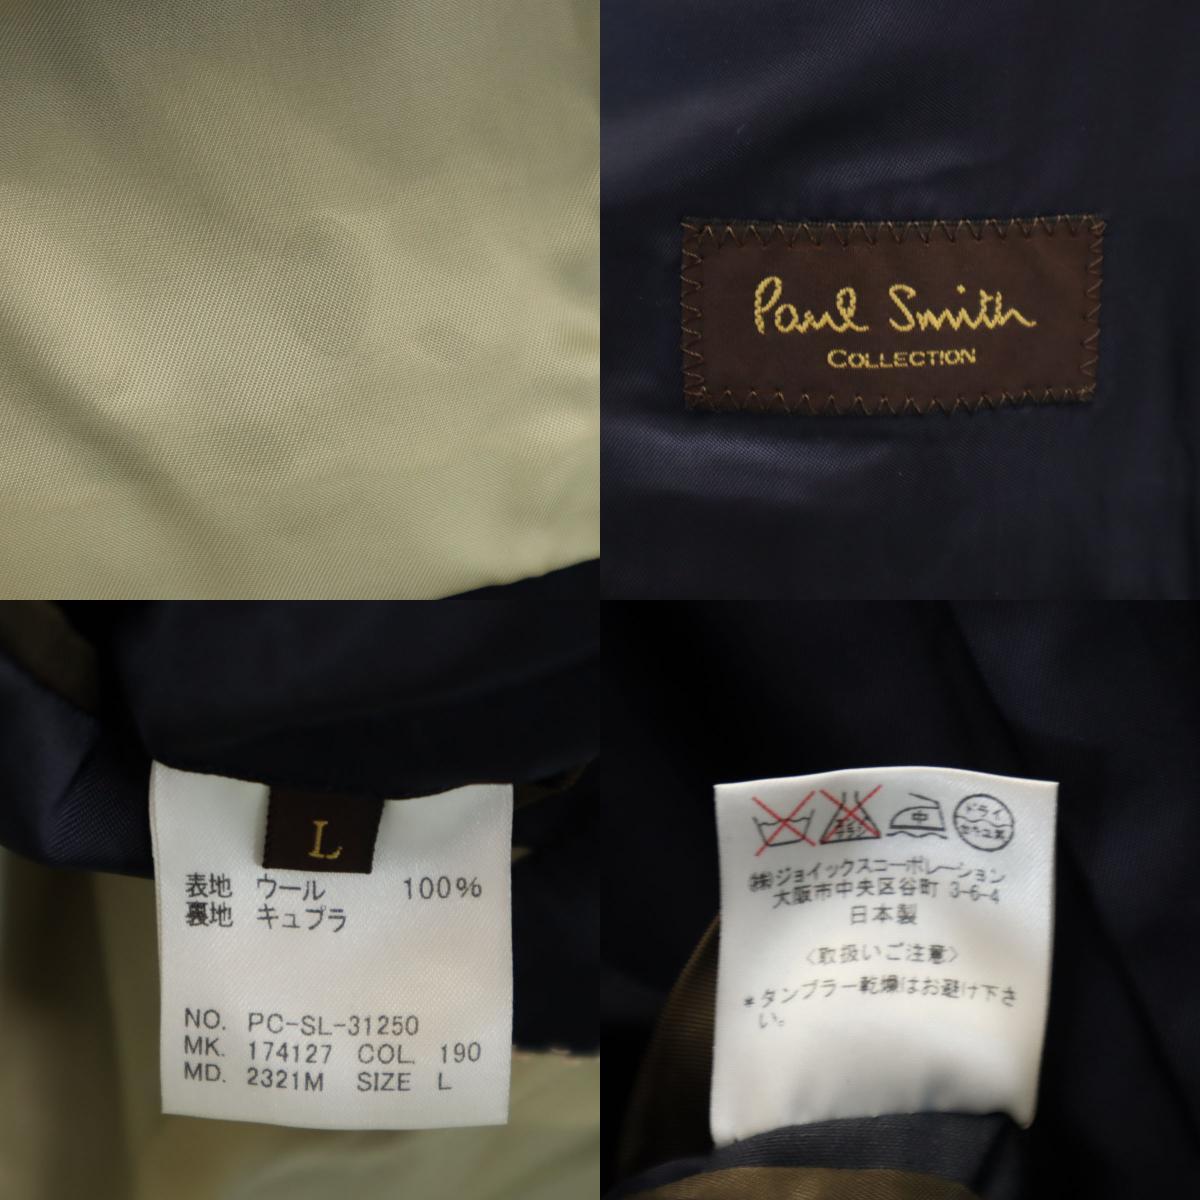 Paul Smith
COLLECTION
L
表地 ウール 100%
裏地 キュプラ
NO. PC-SL-31250
MK. 174127 COL. 190
MD. 2321M SIZE L
中 ドライ
㈱ジョイックスコーポレーション
大阪市中央区谷町 3-6-4
日本製
〈取扱いご注意〉
*タンブラー乾燥はお避け下さ
い。